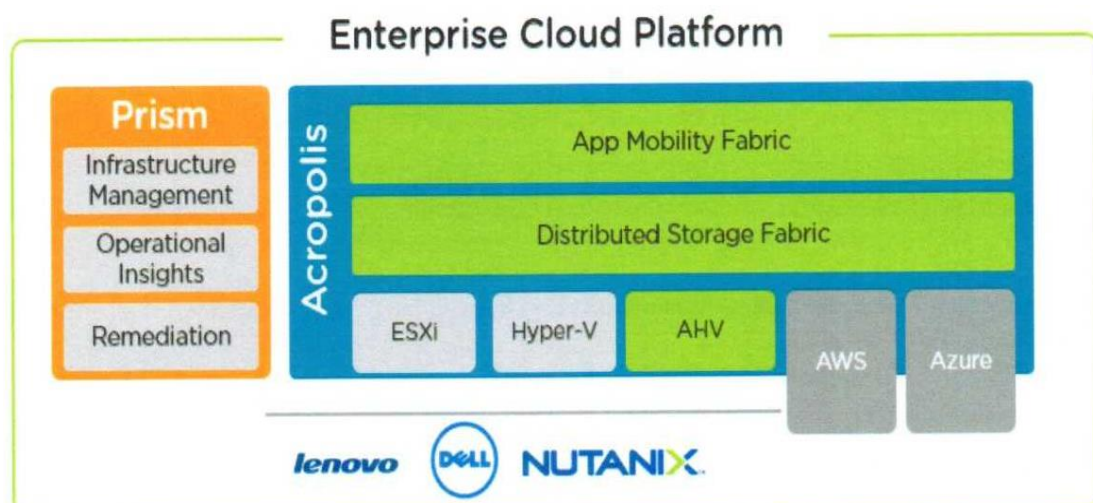 Enterprise Cloud Platform
Prism
Infrastructure
Management
Operational
Insights
Remediation
Acropolis
App Mobility Fabric
Distributed Storage Fabric
ESXi
Hyper-V
AHV
AWS
Azure
lenovo
DELL
NUTANIX™